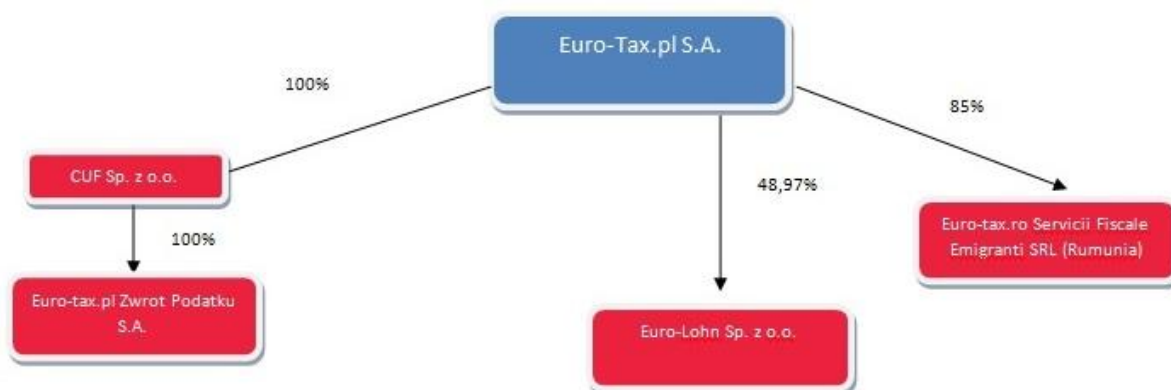 Euro-Tax.pl S.A.
100%
85%
CUF Sp. z o.o.
48,97%
100%
Euro-tax.ro Servicii Fiscale
Emigranti SRL (Rumunia)
Euro-tax.pl Zwrot Podatku
S.A.
Euro-Lohn Sp. z o.o.